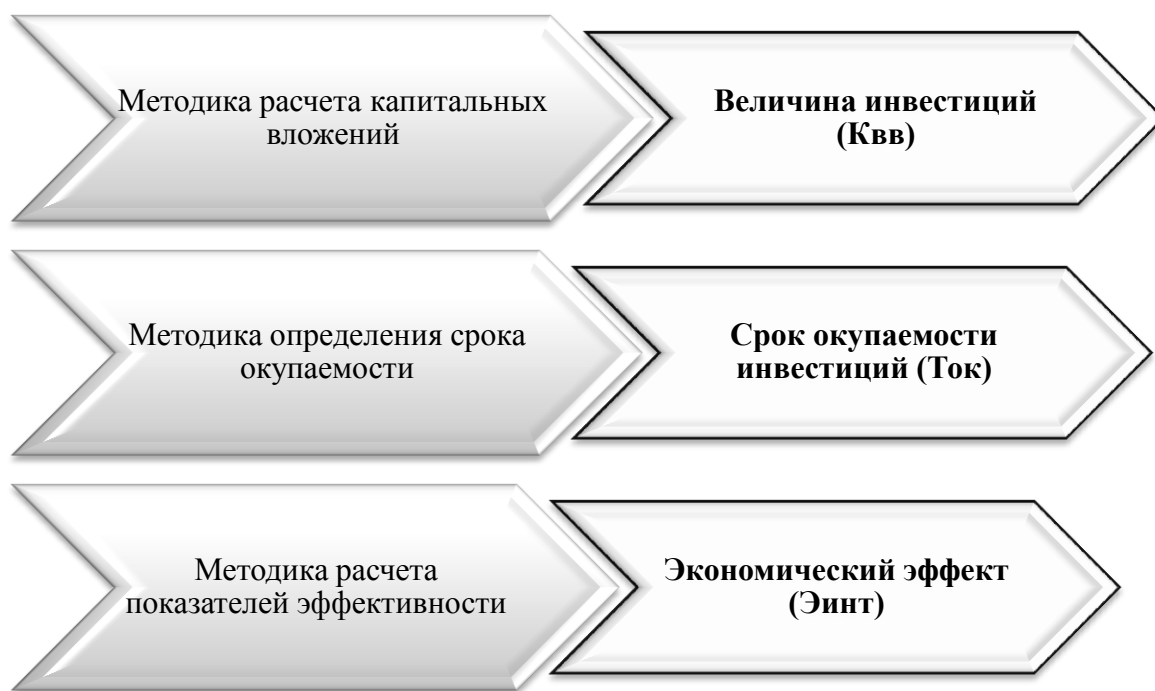 Методика расчета капитальных
вложений
Величина инвестиций
(Квв)
Методика определения срока
окупаемости
Срок окупаемости
инвестиций (Ток)
Методика расчета
показателей эффективности
Экономический эффект
(Эинт)